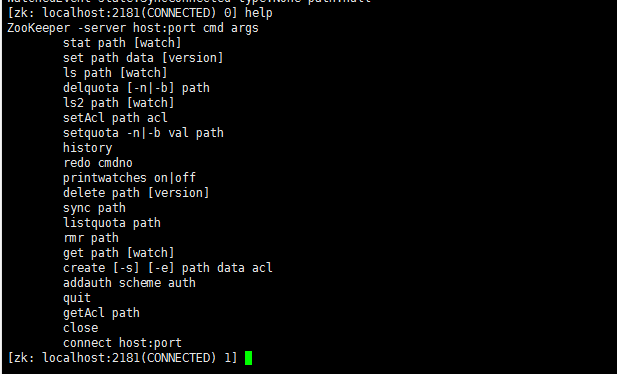 [zk: localhost:2181(CONNECTED) 0] help
ZooKeeper -server host:port cmd args
stat path [watch]
set path data [version]
ls path [watch]
delquota [-n|-b] path
ls2 path [watch]
setAcl path acl
setquota -n|-b val path
history
redo cmdno
printwatches on|off
delete path [version]
sync path
listquota path
rmr path
get path [watch]
create [-s] [-e] path data acl
addauth scheme auth
quit
getAcl path
close
connect host:port
[zk: localhost:2181(CONNECTED) 1]